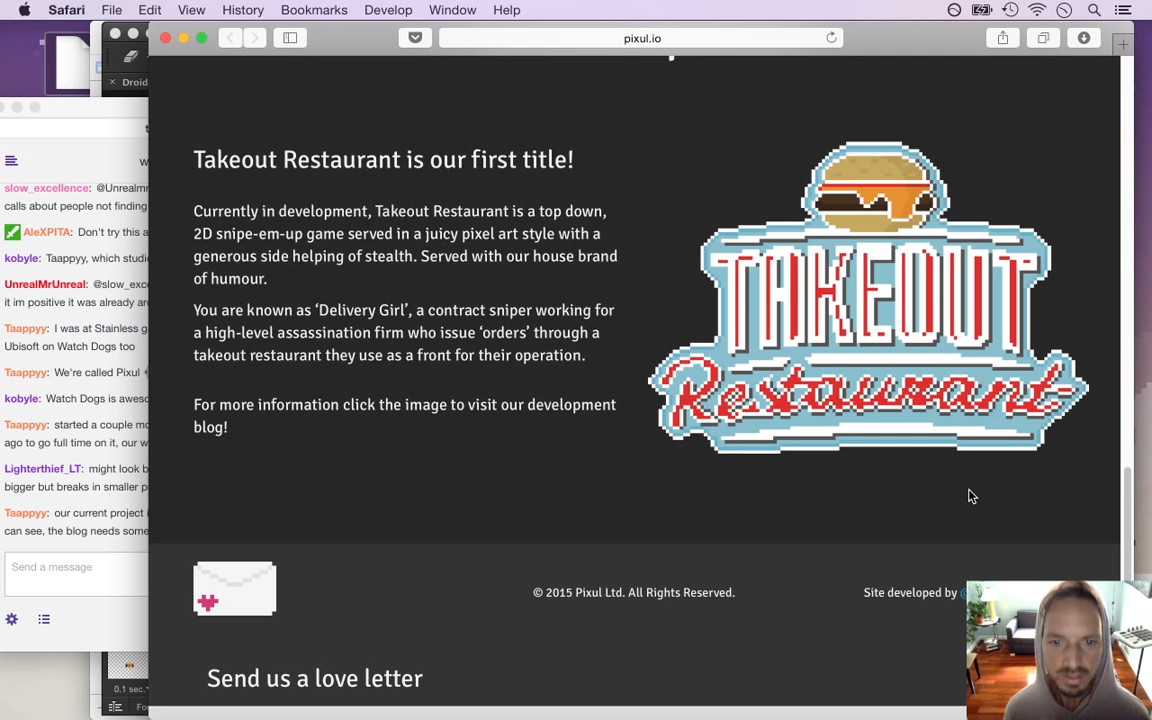 Safari File Edit View History Bookmarks Develop Window Help
pixul.io
Droid
slow_excellence: @Unrealmr
calls about people not finding
AleXPITA: Don't try this a
kobyle: Taappyy, which studi
UnrealMrUnreal: @slow_exc
it im positive it was already ar
Taappyy: I was at Stainless g
Ubisoft on Watch Dogs too
Taappyy: We're called Pixul
kobyle: Watch Dogs is awes
Taappyy: started a couple mo
ago to go full time on it, our w
Lighterthief_LT: might look b
bigger but breaks in smaller p
Taappyy: our current project i
can see, the blog needs some
Send a message
0.1 sec.
Fo
Takeout Restaurant is our first title!
Currently in development, Takeout Restaurant is a top down,
2D snipe-em-up game served in a juicy pixel art style with a
generous side helping of stealth. Served with our house brand
of humour.
You are known as ‘Delivery Girl’, a contract sniper working for
a high-level assassination firm who issue ‘orders’ through a
takeout restaurant they use as a front for their operation.
For more information click the image to visit our development
blog!
TAKEOUT
Restaurant
© 2015 Pixul Ltd. All Rights Reserved.
Site developed by @
Send us a love letter